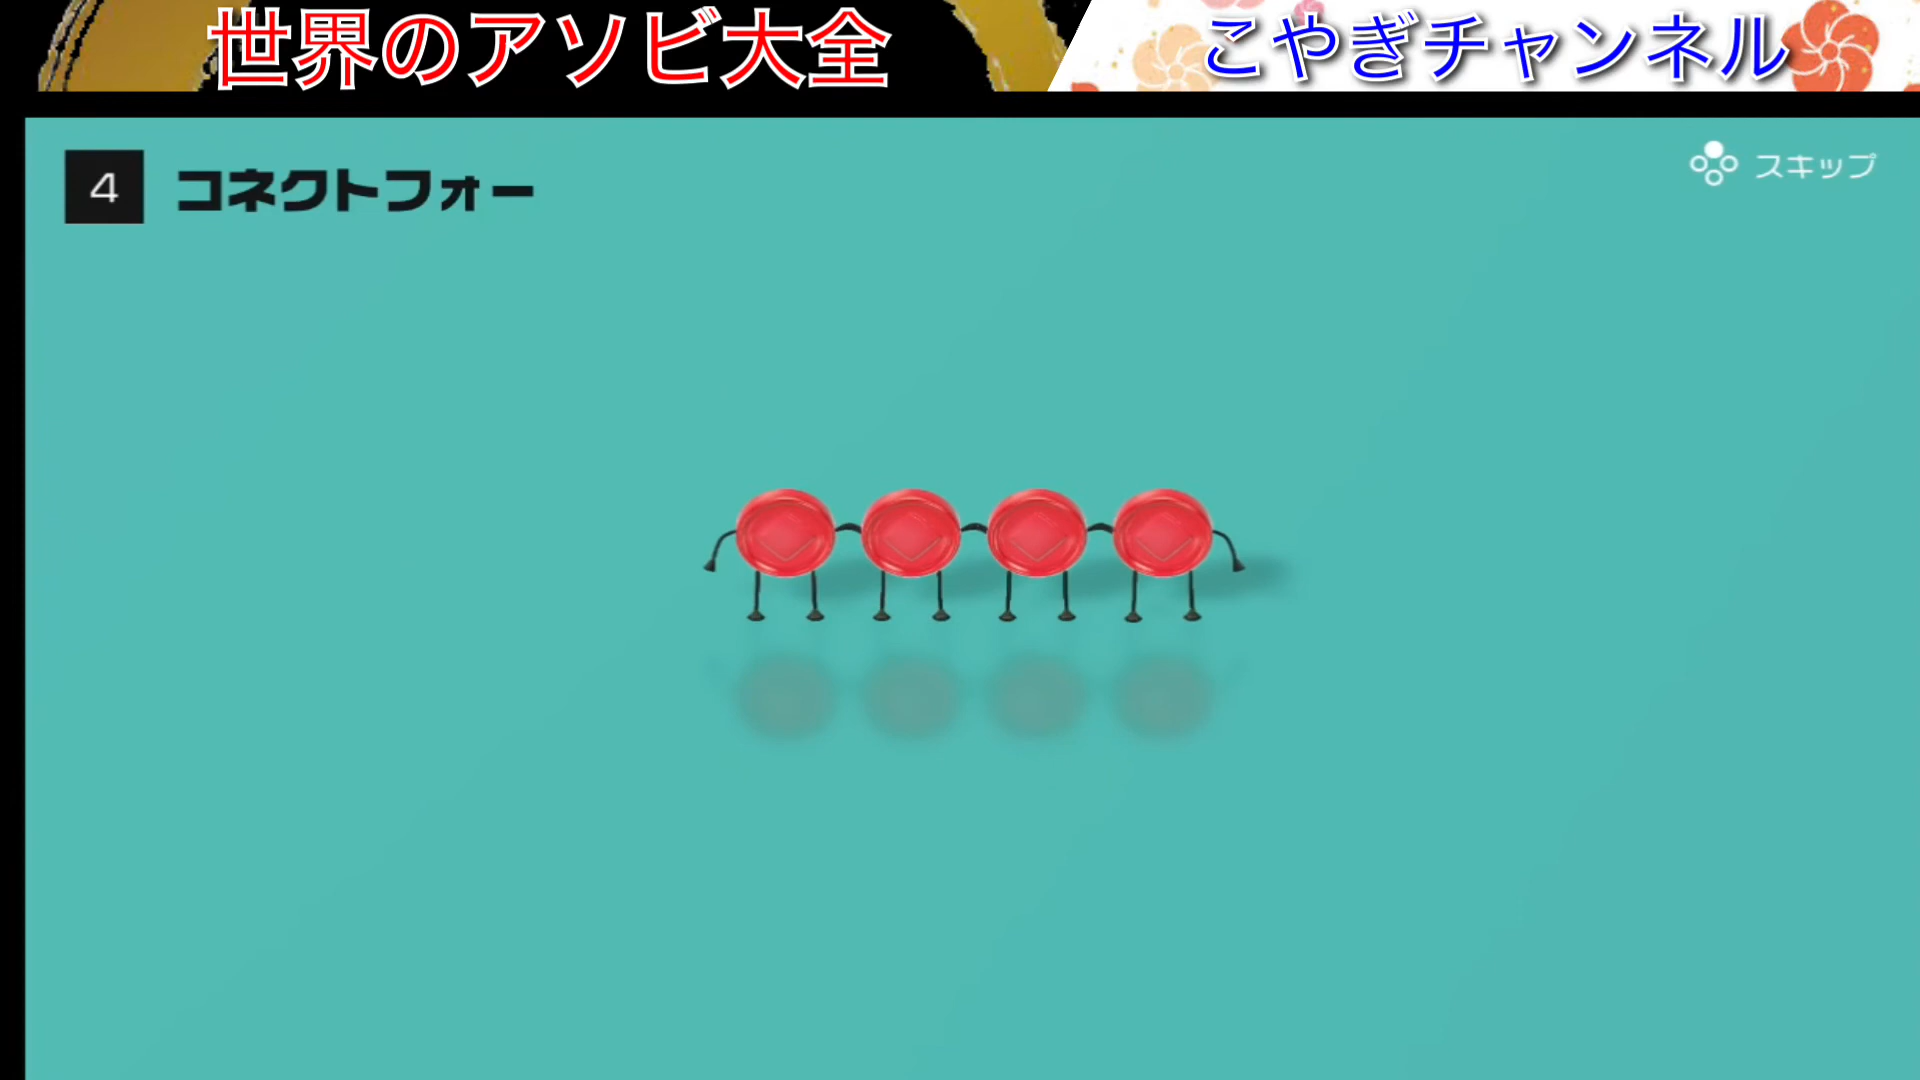 世界のアソビ大全
こやぎチャンネル
4 コネクトフォー
スキップ